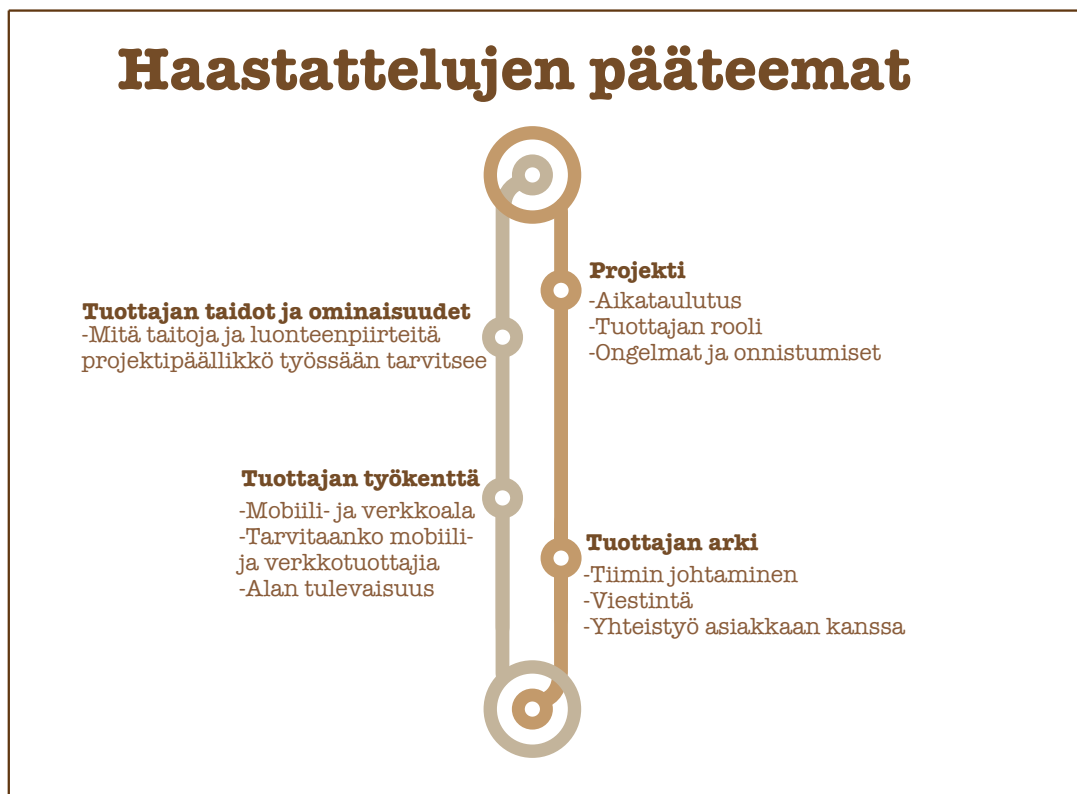 Haastattelujen pääteemat
Tuottajan taidot ja ominaisuudet
-Mitä taitoja ja luonteenpiirteitä
projektipäällikkö työssään tarvitsee
Projekti
-Aikataulutus
-Tuottajan rooli
-Ongelmat ja onnistumiset
Tuottajan työkenttä
-Mobiili- ja verkkoala
-Tarvitaanko mobiili-
ja verkkotuottajia
-Alan tulevaisuus
Tuottajan arki
-Tiimin johtaminen
-Viestintä
-Yhteistyö asiakkaan kanssa